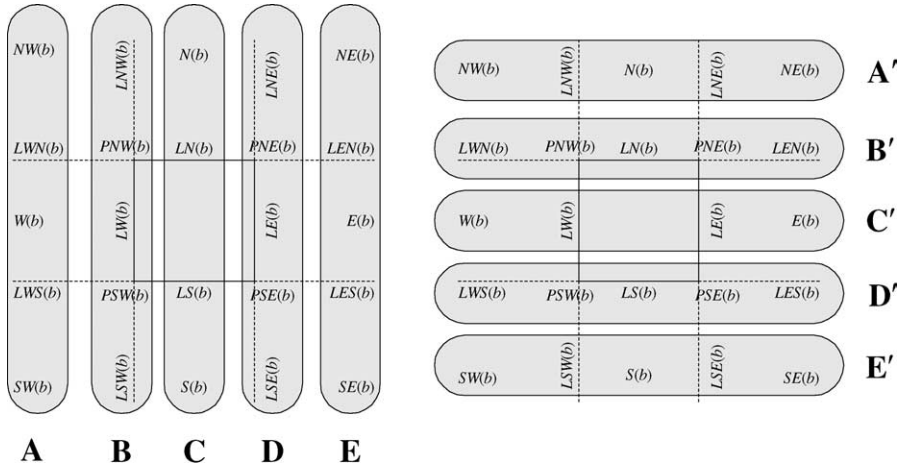 NW(b) LNW(b) N(b) LNE(b) NE(b)
LWN(b) PNW(b) LN(b) PNE(b) LEN(b)
W(b) LW(b) LE(b) E(b)
LWS(b) PSW(b) LS(b) PSE(b) LES(b)
SW(b) LSW(b) S(b) LSE(b) SE(b)
A B C D E
NW(b) LNW(b) N(b) LNE(b) NE(b) A′
LWN(b) PNW(b) LN(b) PNE(b) LEN(b) B′
W(b) LW(b) LE(b) E(b) C′
LWS(b) PSW(b) LS(b) PSE(b) LES(b) D′
SW(b) LSW(b) S(b) LSE(b) SE(b) E′